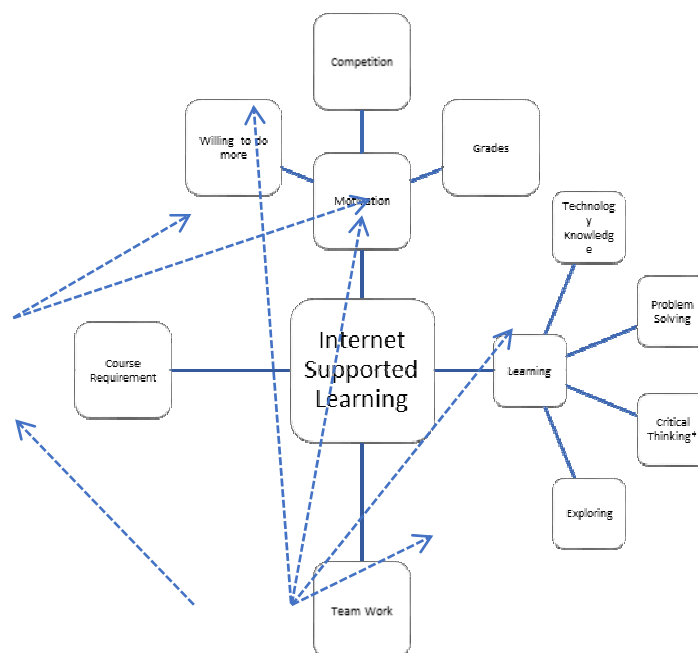 Competition
Willing to do
more
Grades
Motivation
Technolog
y
Knowledg
e
Problem
Solving
Internet
Supported
Learning
Course
Requirement
Learning
Critical
Thinking*
Exploring
Team Work